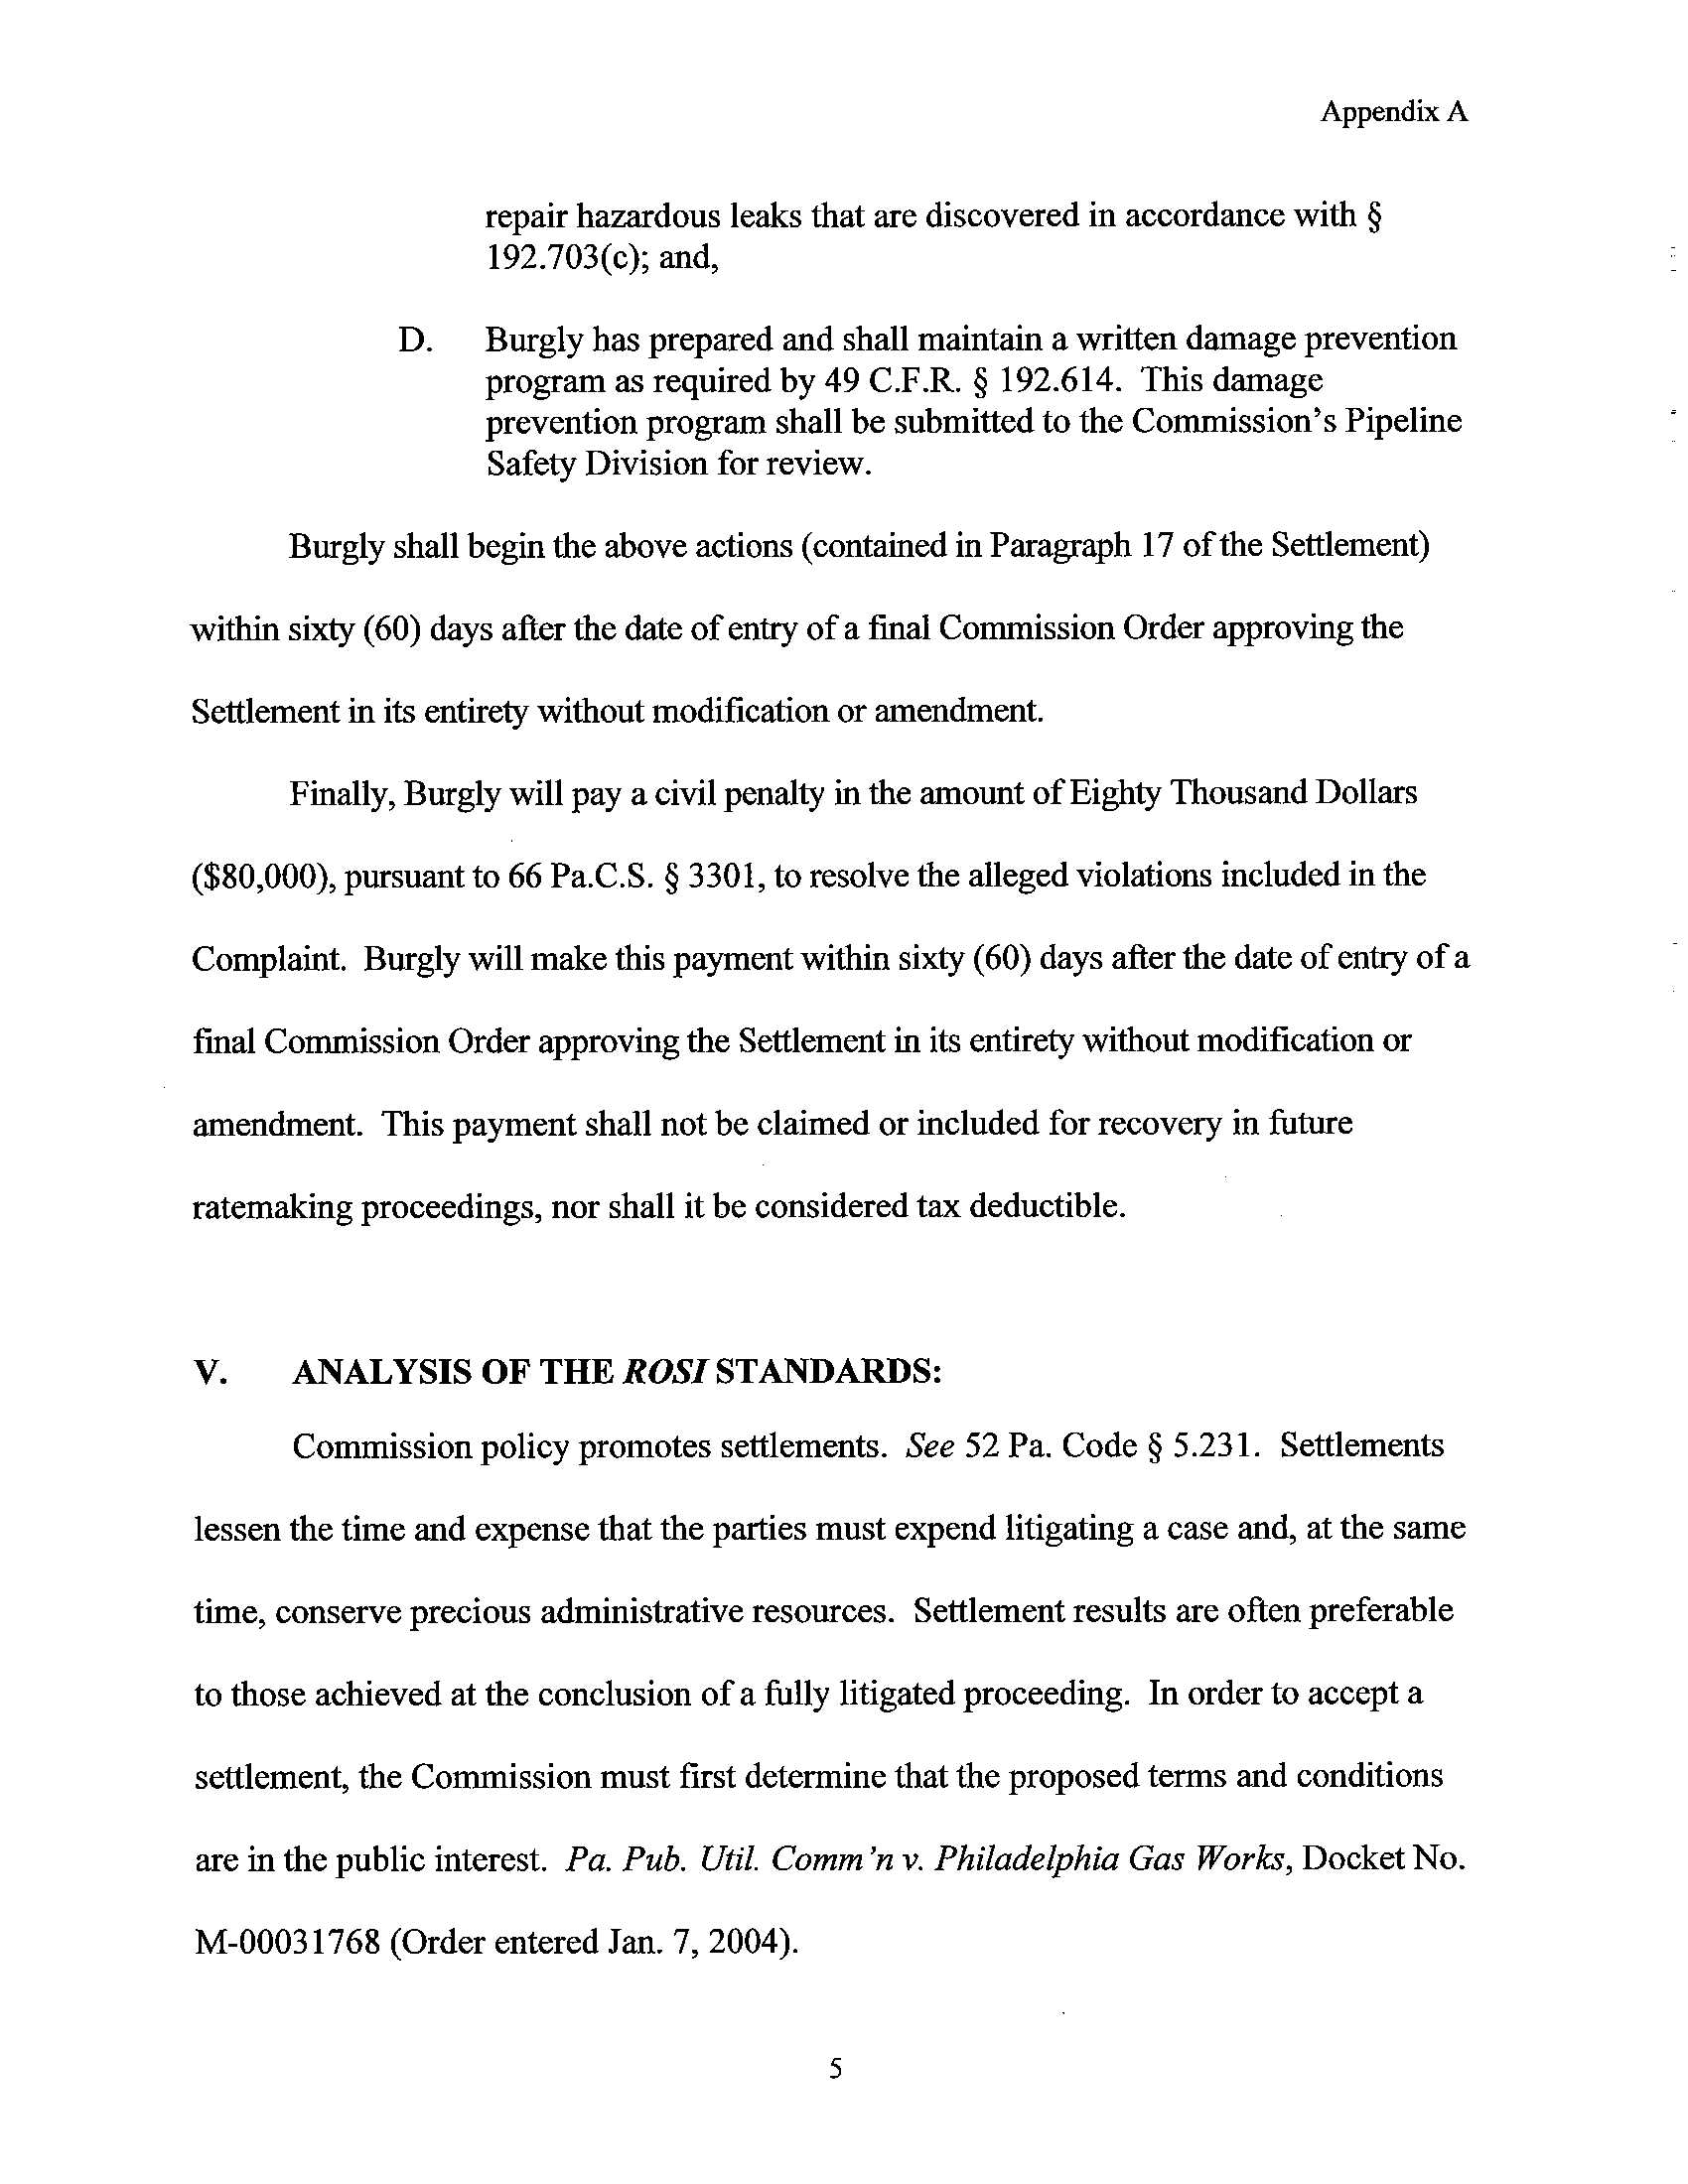 Appendix A
repair hazardous leaks that are discovered in accordance with §
192.703(c); and,
D. Burgly has prepared and shall maintain a written damage prevention
program as required by 49 C.F.R. § 192.614. This damage
prevention program shall be submitted to the Commission's Pipeline
Safety Division for review.
Burgly shall begin the above actions (contained in Paragraph 17 of the Settlement)
within sixty (60) days after the date of entry of a final Commission Order approving the
Settlement in its entirety without modification or amendment.
Finally, Burgly will pay a civil penalty in the amount of Eighty Thousand Dollars
($80,000), pursuant to 66 Pa.C.S. § 3301, to resolve the alleged violations included in the
Complaint. Burgly will make this payment within sixty (60) days after the date of entry of a
final Commission Order approving the Settlement in its entirety without modification or
amendment. This payment shall not be claimed or included for recovery in future
ratemaking proceedings, nor shall it be considered tax deductible.
V. ANALYSIS OF THE ROSI STANDARDS:
Commission policy promotes settlements. See 52 Pa. Code § 5.231. Settlements
lessen the time and expense that the parties must expend litigating a case and, at the same
time, conserve precious administrative resources. Settlement results are often preferable
to those achieved at the conclusion of a fully litigated proceeding. In order to accept a
settlement, the Commission must first determine that the proposed terms and conditions
are in the public interest. Pa. Pub. Util. Comm'n v. Philadelphia Gas Works, Docket No.
M-00031768 (Order entered Jan. 7, 2004).
5